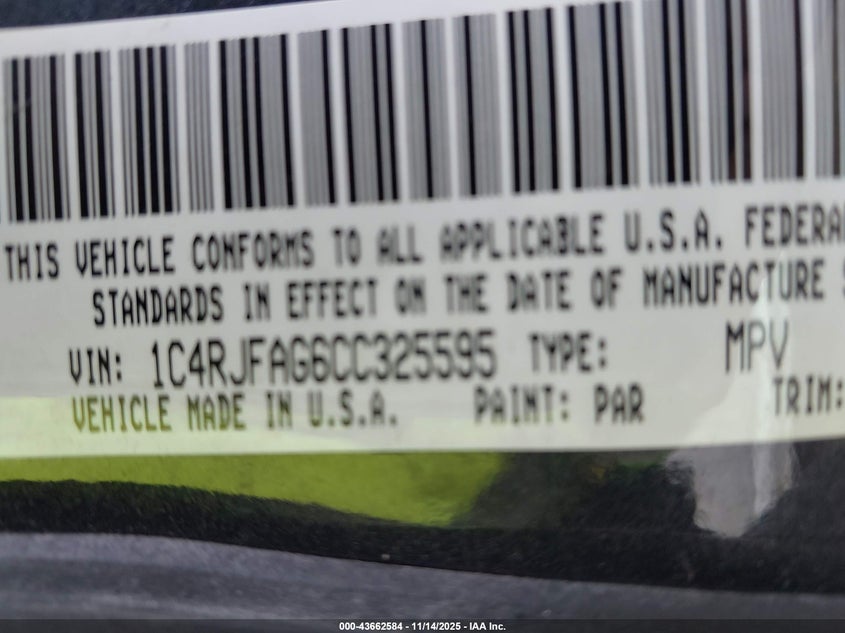 THIS VEHICLE CONFORMS TO ALL APPLICABLE U.S.A. FEDERA
STANDARDS IN EFFECT ON THE DATE OF MANUFACTURE S
VIN: 1C4RJFAG6CC325595 TYPE: MPV
VEHICLE MADE IN U.S.A. PAINT: PAR TRIM:
000-43662584 - 11/14/2025 - IAA Inc.